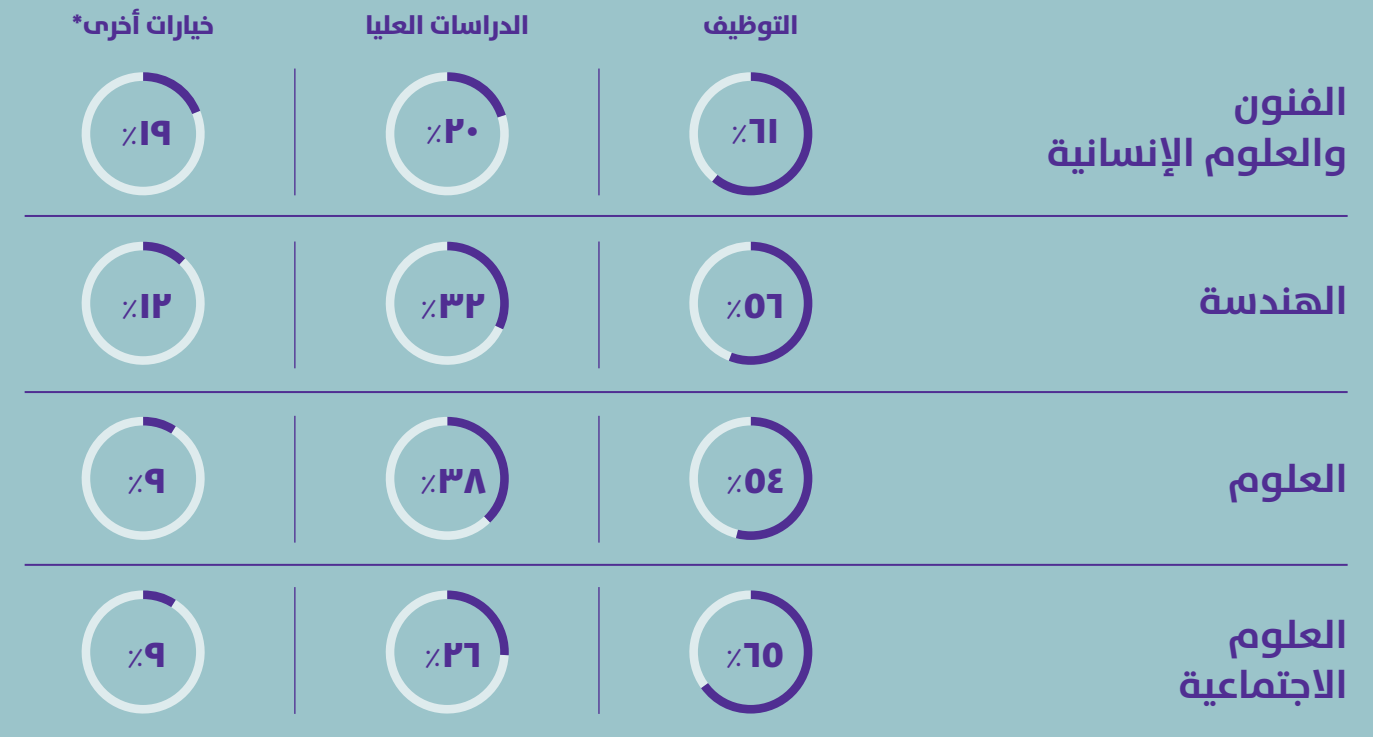 التوظيف
الدراسات العليا
خيارات أخرى*
الفنون
والعلوم الإنسانية
٦١٪
٢٠٪
١٩٪
الهندسة
٥٦٪
٣٢٪
١٢٪
العلوم
٥٤٪
٣٨٪
٩٪
العلوم
الاجتماعية
٦٥٪
٢٦٪
٩٪